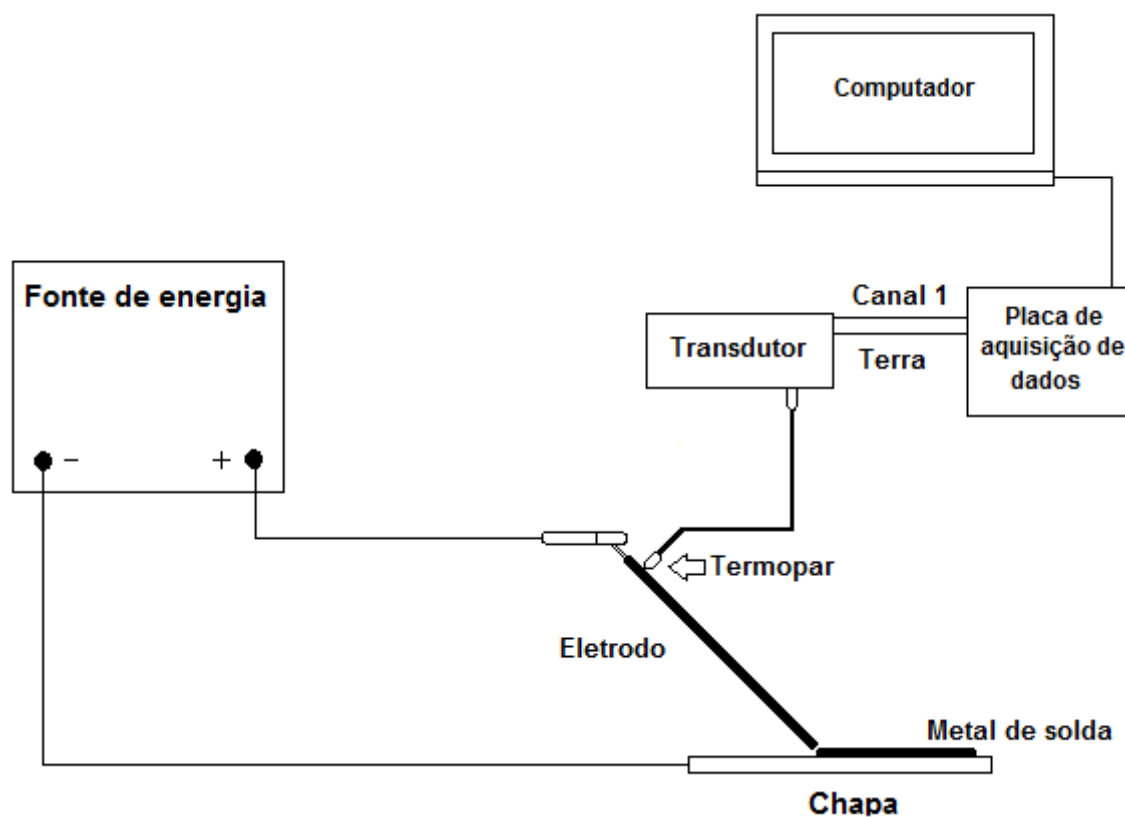 Computador
Fonte de energia
Canal 1
Transdutor
Terra
Placa de
aquisição de
dados
- +
Termopar
Eletrodo
Metal de solda
Chapa